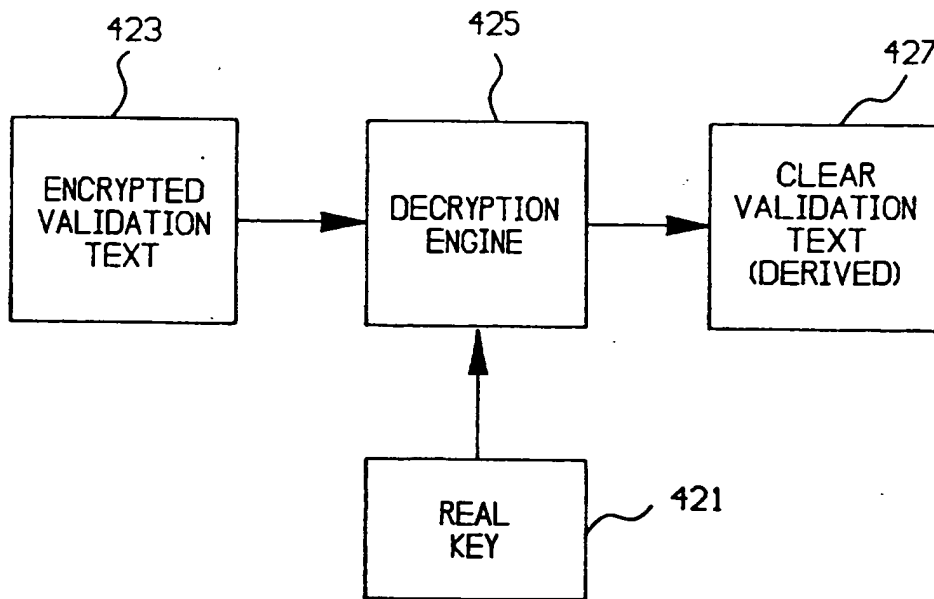 423
425
427
ENCRYPTED
VALIDATION
TEXT
DECRYPTION
ENGINE
CLEAR
VALIDATION
TEXT
(DERIVED)
REAL
KEY
421